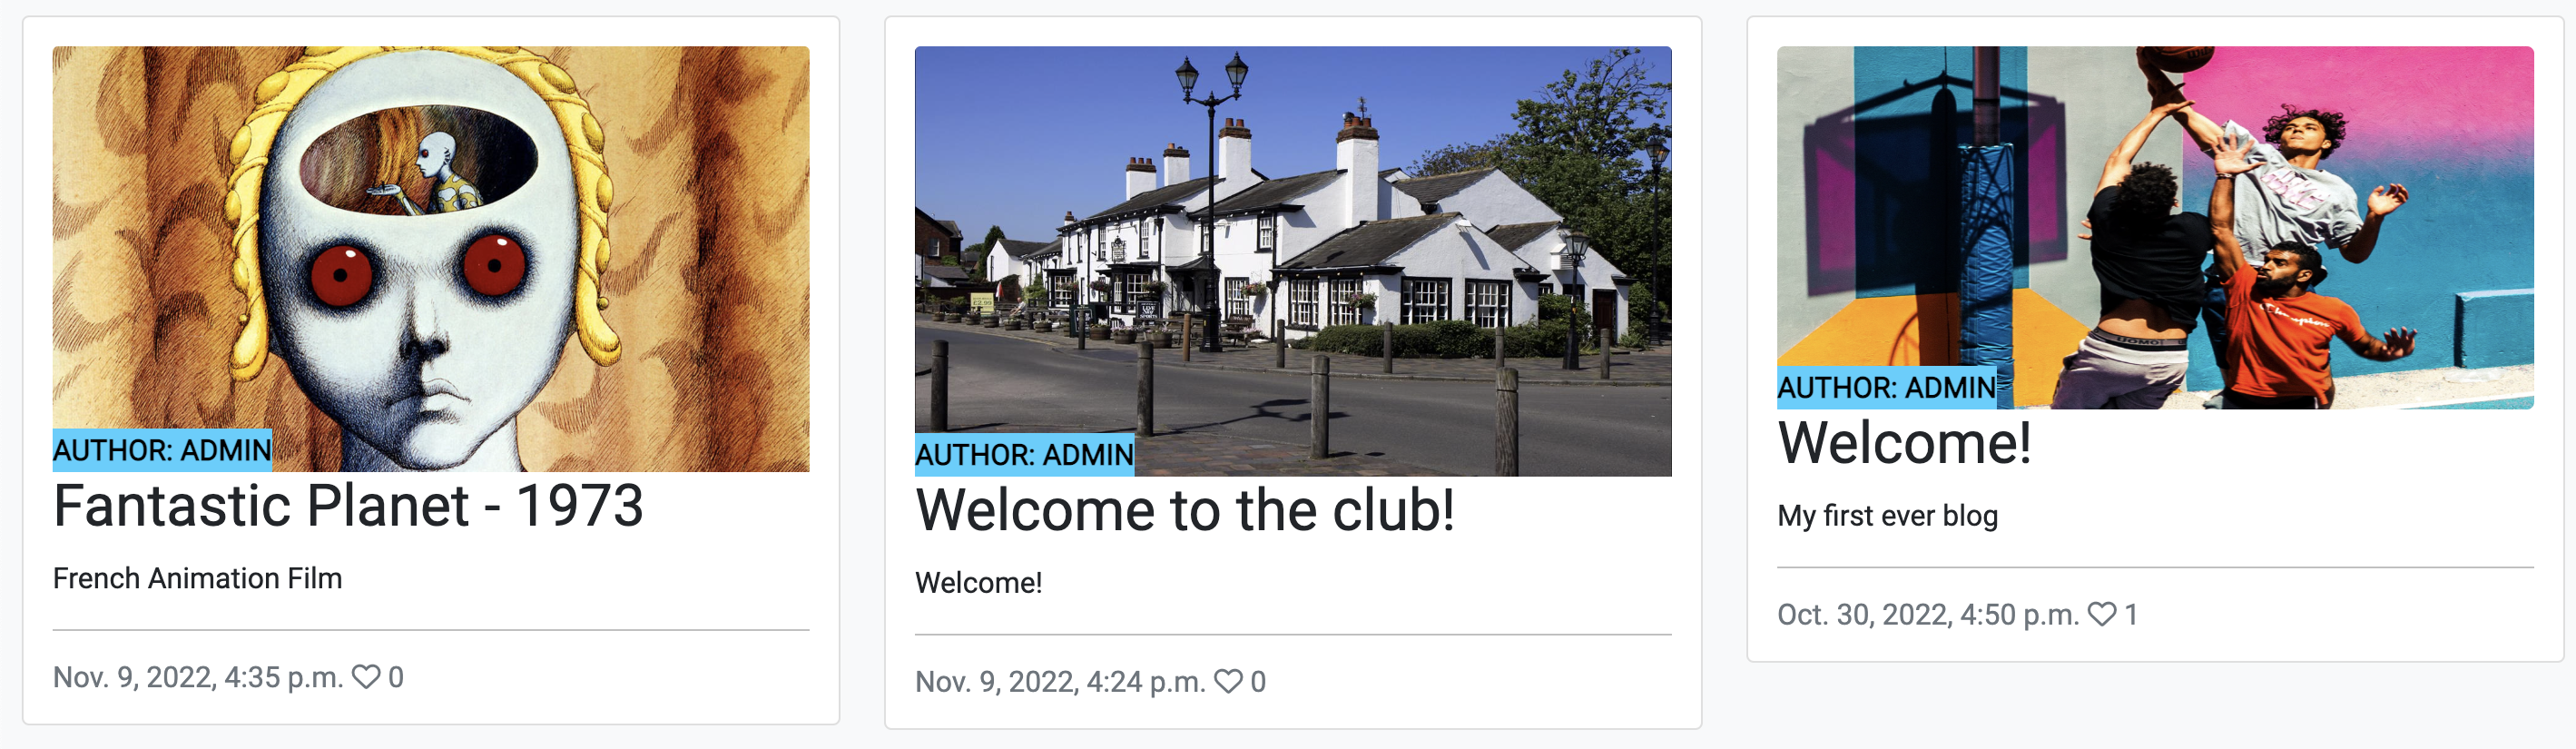 AUTHOR: ADMIN
Fantastic Planet - 1973
French Animation Film
Nov. 9, 2022, 4:35 p.m. 0
AUTHOR: ADMIN
Welcome to the club!
Welcome!
Nov. 9, 2022, 4:24 p.m. 0
AUTHOR: ADMIN
Welcome!
My first ever blog
Oct. 30, 2022, 4:50 p.m. 1